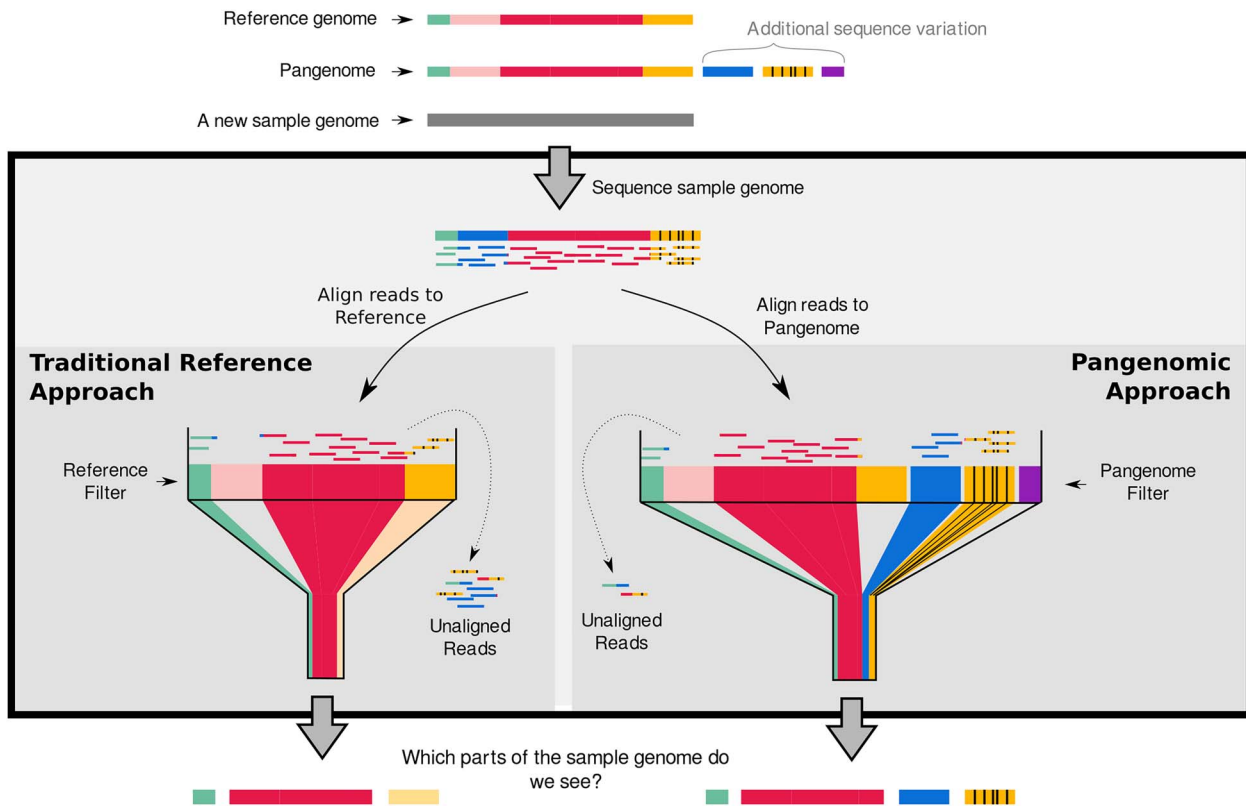 Reference genome
Additional sequence variation
Pangenome
A new sample genome
Sequence sample genome
Align reads to
Reference
Align reads to
Pangenome
Traditional Reference
Approach
Pangenomic
Approach
Reference
Filter
Pangenome
Filter
Unaligned
Reads
Unaligned
Reads
Which parts of the sample genome do
we see?